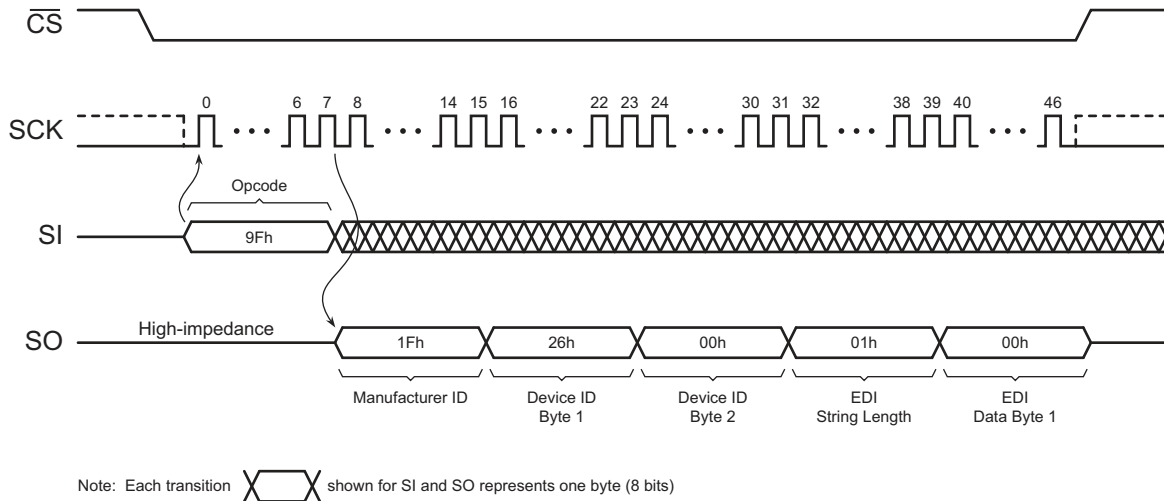 CS
0 6 7 8 14 15 16 22 23 24 30 31 32 38 39 40 46
SCK
Opcode
SI
9Fh
High-impedance
SO
1Fh 26h 00h 01h 00h
Manufacturer ID
Device ID
Byte 1
Device ID
Byte 2
EDI
String Length
EDI
Data Byte 1
Note: Each transition shown for SI and SO represents one byte (8 bits)